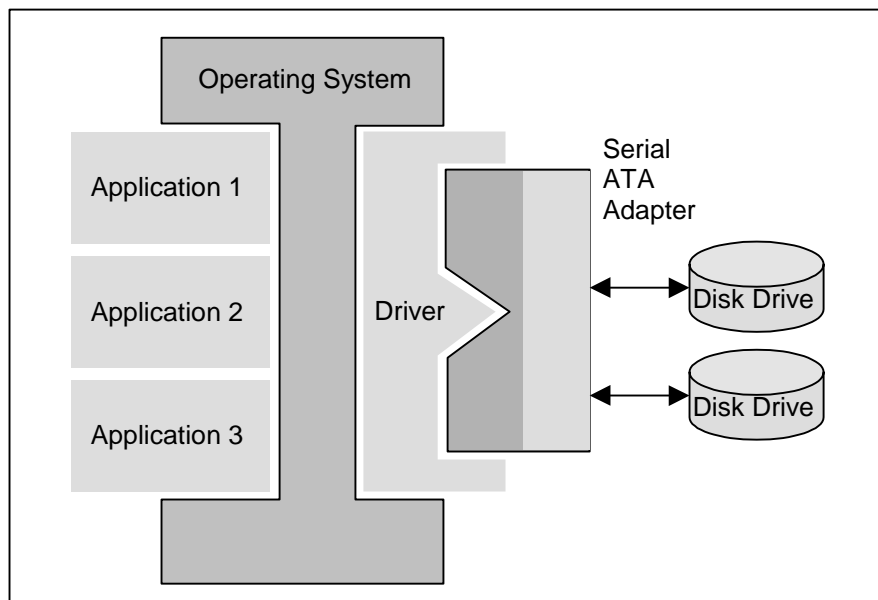 Operating System
Application 1
Application 2
Application 3
Driver
Serial
ATA
Adapter
Disk Drive
Disk Drive